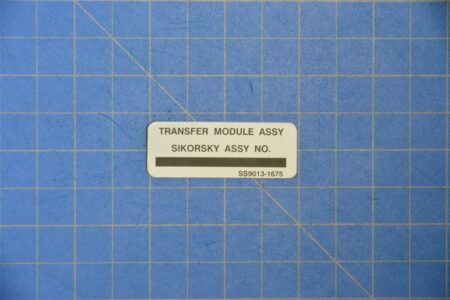 TRANSFER MODULE ASSY
SIKORSKY ASSY NO.
SS9013-1675